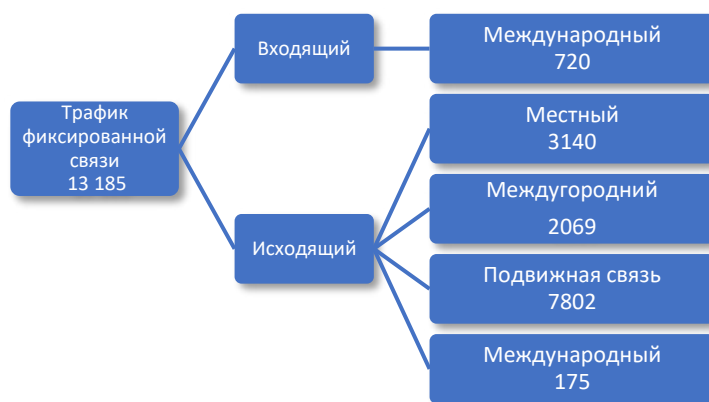 Трафик
фиксированной
связи
13 185
Входящий
Исходящий
Международный
720
Местный
3140
Междугородний
2069
Подвижная связь
7802
Международный
175